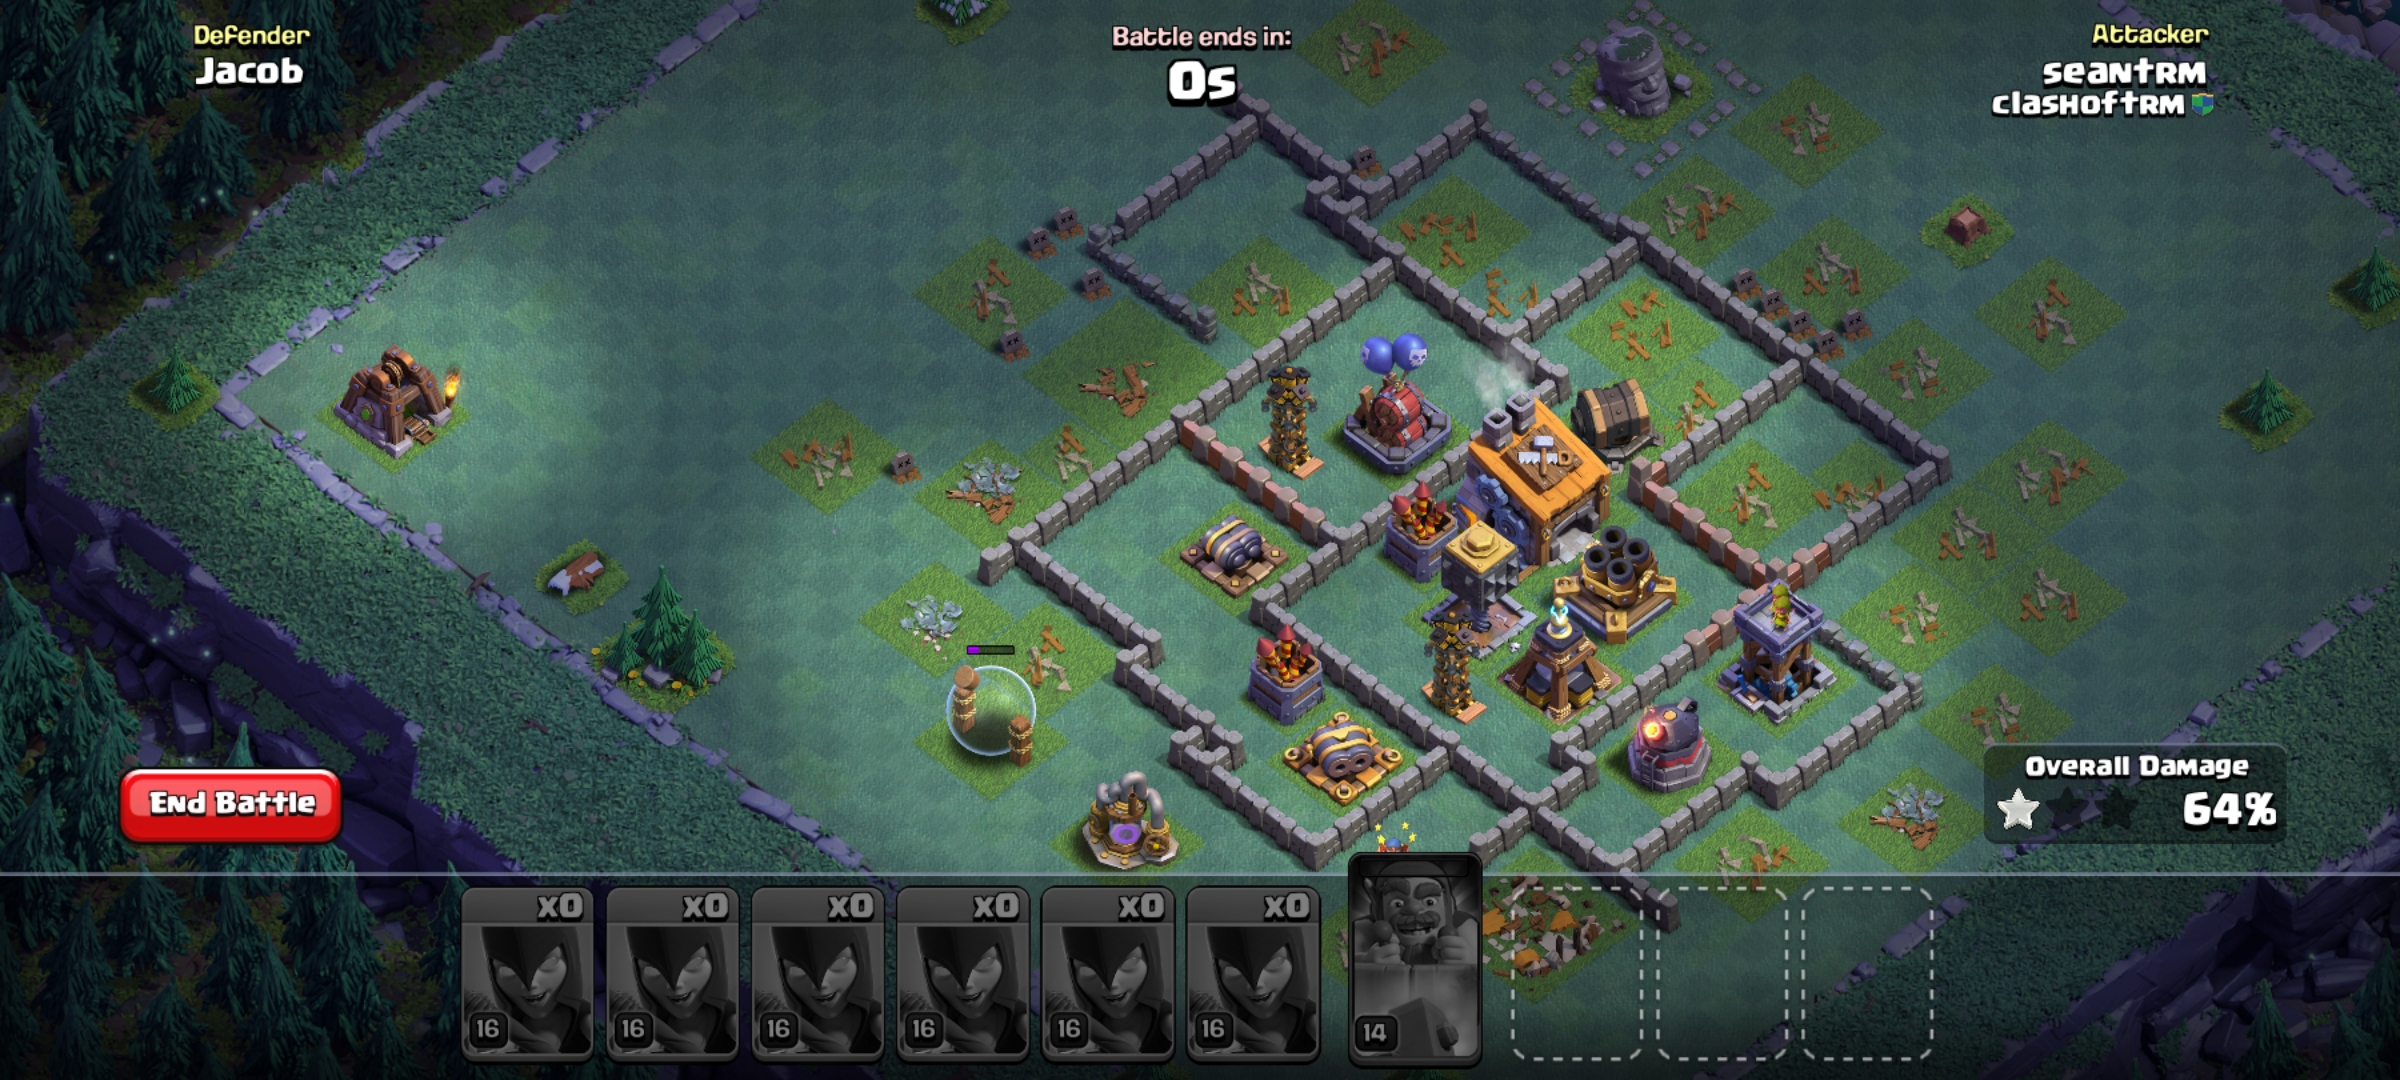 Defender
Jacob
Battle ends in:
0s
Attacker
seantRM
clashoftRM
End Battle
Overall Damage
64%
x0 x0 x0 x0 x0 x0
16 16 16 16 16 16 14